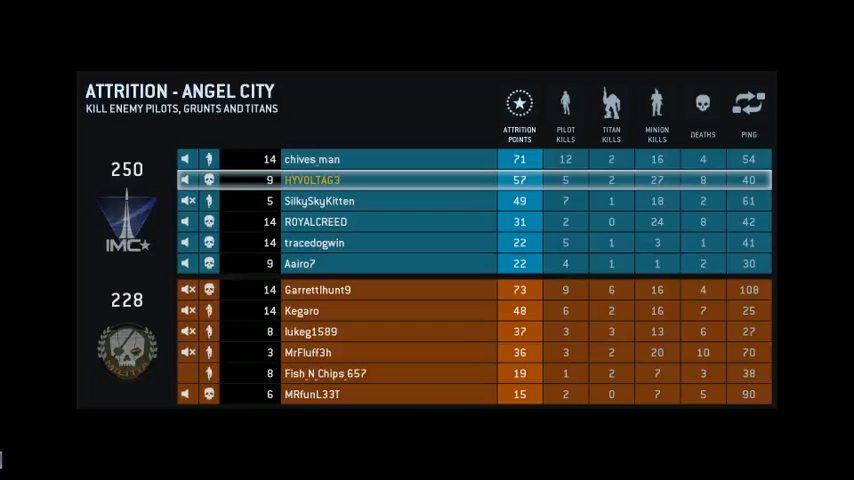 ATTRITION - ANGEL CITY
KILL ENEMY PILOTS, GRUNTS AND TITANS
ATTRITION POINTS PILOT KILLS TITAN KILLS MINION KILLS DEATHS PING
250
IMC
14 chives_man 71 12 2 16 4 54
9 HYVOLTAG3 57 5 2 27 8 40
5 SilkySkyKitten 49 7 1 18 2 61
14 ROYALCREED 31 2 0 24 8 42
14 tracedogwin 22 5 1 3 1 41
9 Aairo7 22 4 1 1 2 30
228
MILITIA
14 Garrettlhunt9 73 9 6 16 4 108
14 Kegaro 48 6 2 16 7 25
8 lukeg1589 37 3 3 13 6 27
3 MrFluff3h 36 3 2 20 10 70
8 Fish_N_Chips_657 19 1 2 7 3 38
6 MRfunL33T 15 2 0 7 5 90